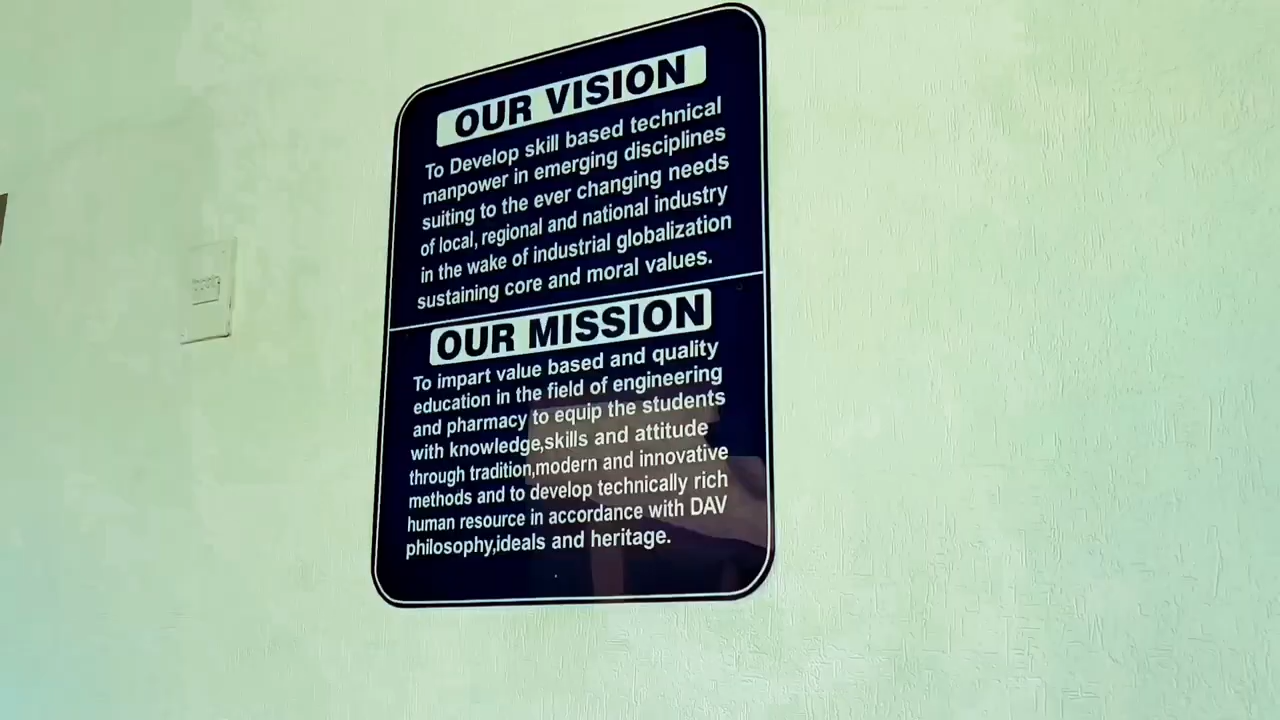 OUR VISION
To Develop skill based technical
manpower in emerging disciplines
suiting to the ever changing needs
of local, regional and national industry
in the wake of industrial globalization
sustaining core and moral values.
OUR MISSION
To impart value based and quality
education in the field of engineering
and pharmacy to equip the students
with knowledge,skills and attitude
through tradition,modern and innovative
methods and to develop technically rich
human resource in accordance with DAV
philosophy,ideals and heritage.